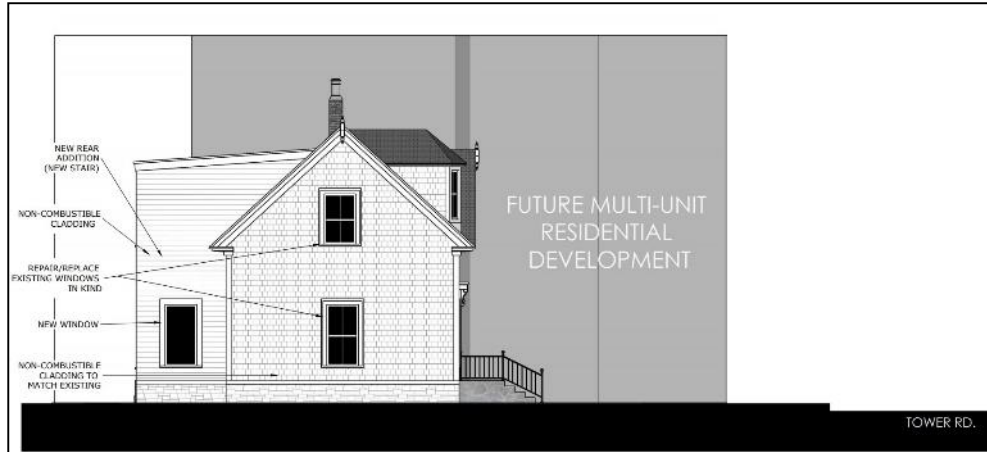 NEW REAR
ADDITION
(NEW STAIR)
NON-COMBUSTIBLE
CLADDING
REPAIR/REPLACE
EXISTING WINDOWS
IN KIND
NEW WINDOW
NON-COMBUSTIBLE
CLADDING TO
MATCH EXISTING
FUTURE MULTI-UNIT
RESIDENTIAL
DEVELOPMENT
TOWER RD.